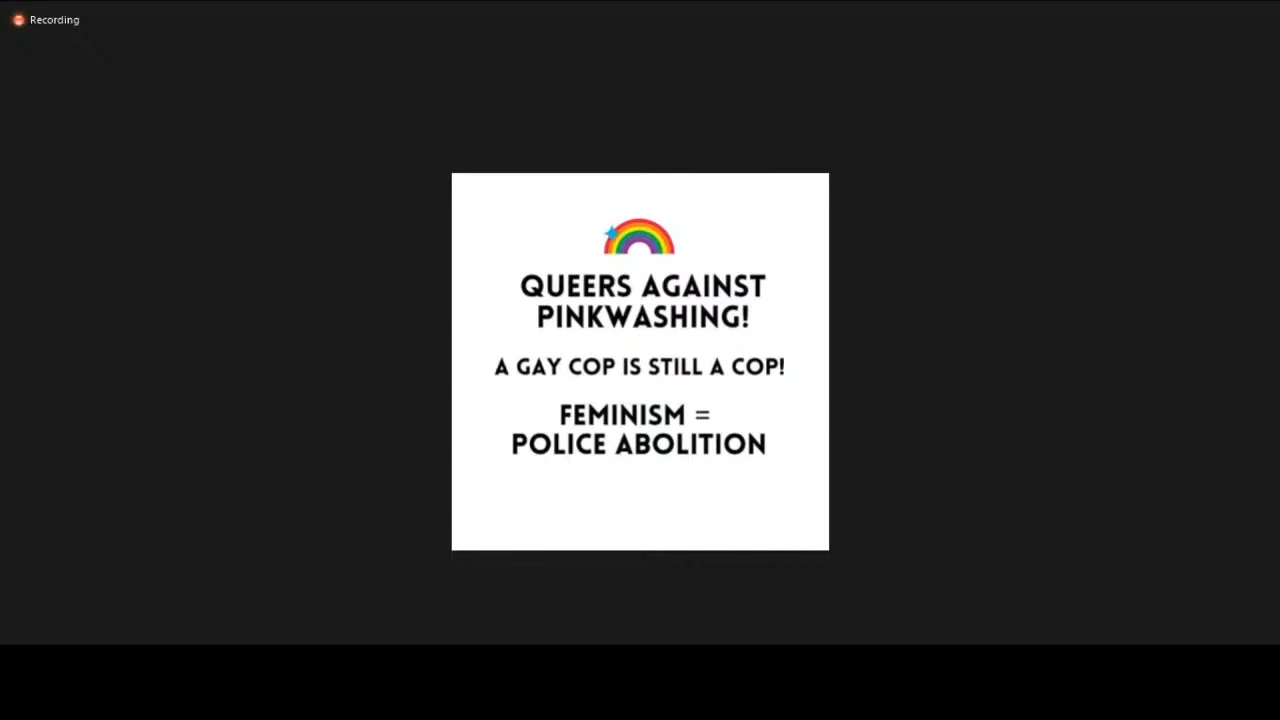 Recording
QUEERS AGAINST
PINKWASHING!
A GAY COP IS STILL A COP!
FEMINISM =
POLICE ABOLITION